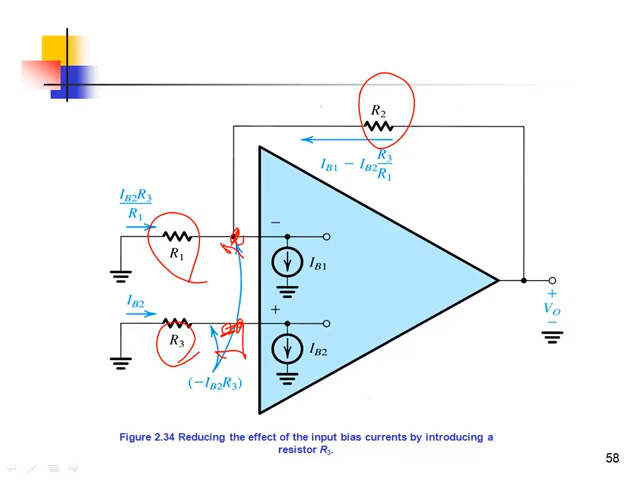 R2
IB1 − IB2 R3/R1
IB2R3/R1
−
R1
IB1
IB2
+
+
R3
VO
IB2
−
(−IB2R3)
Figure 2.34 Reducing the effect of the input bias currents by introducing a
resistor R3.
58